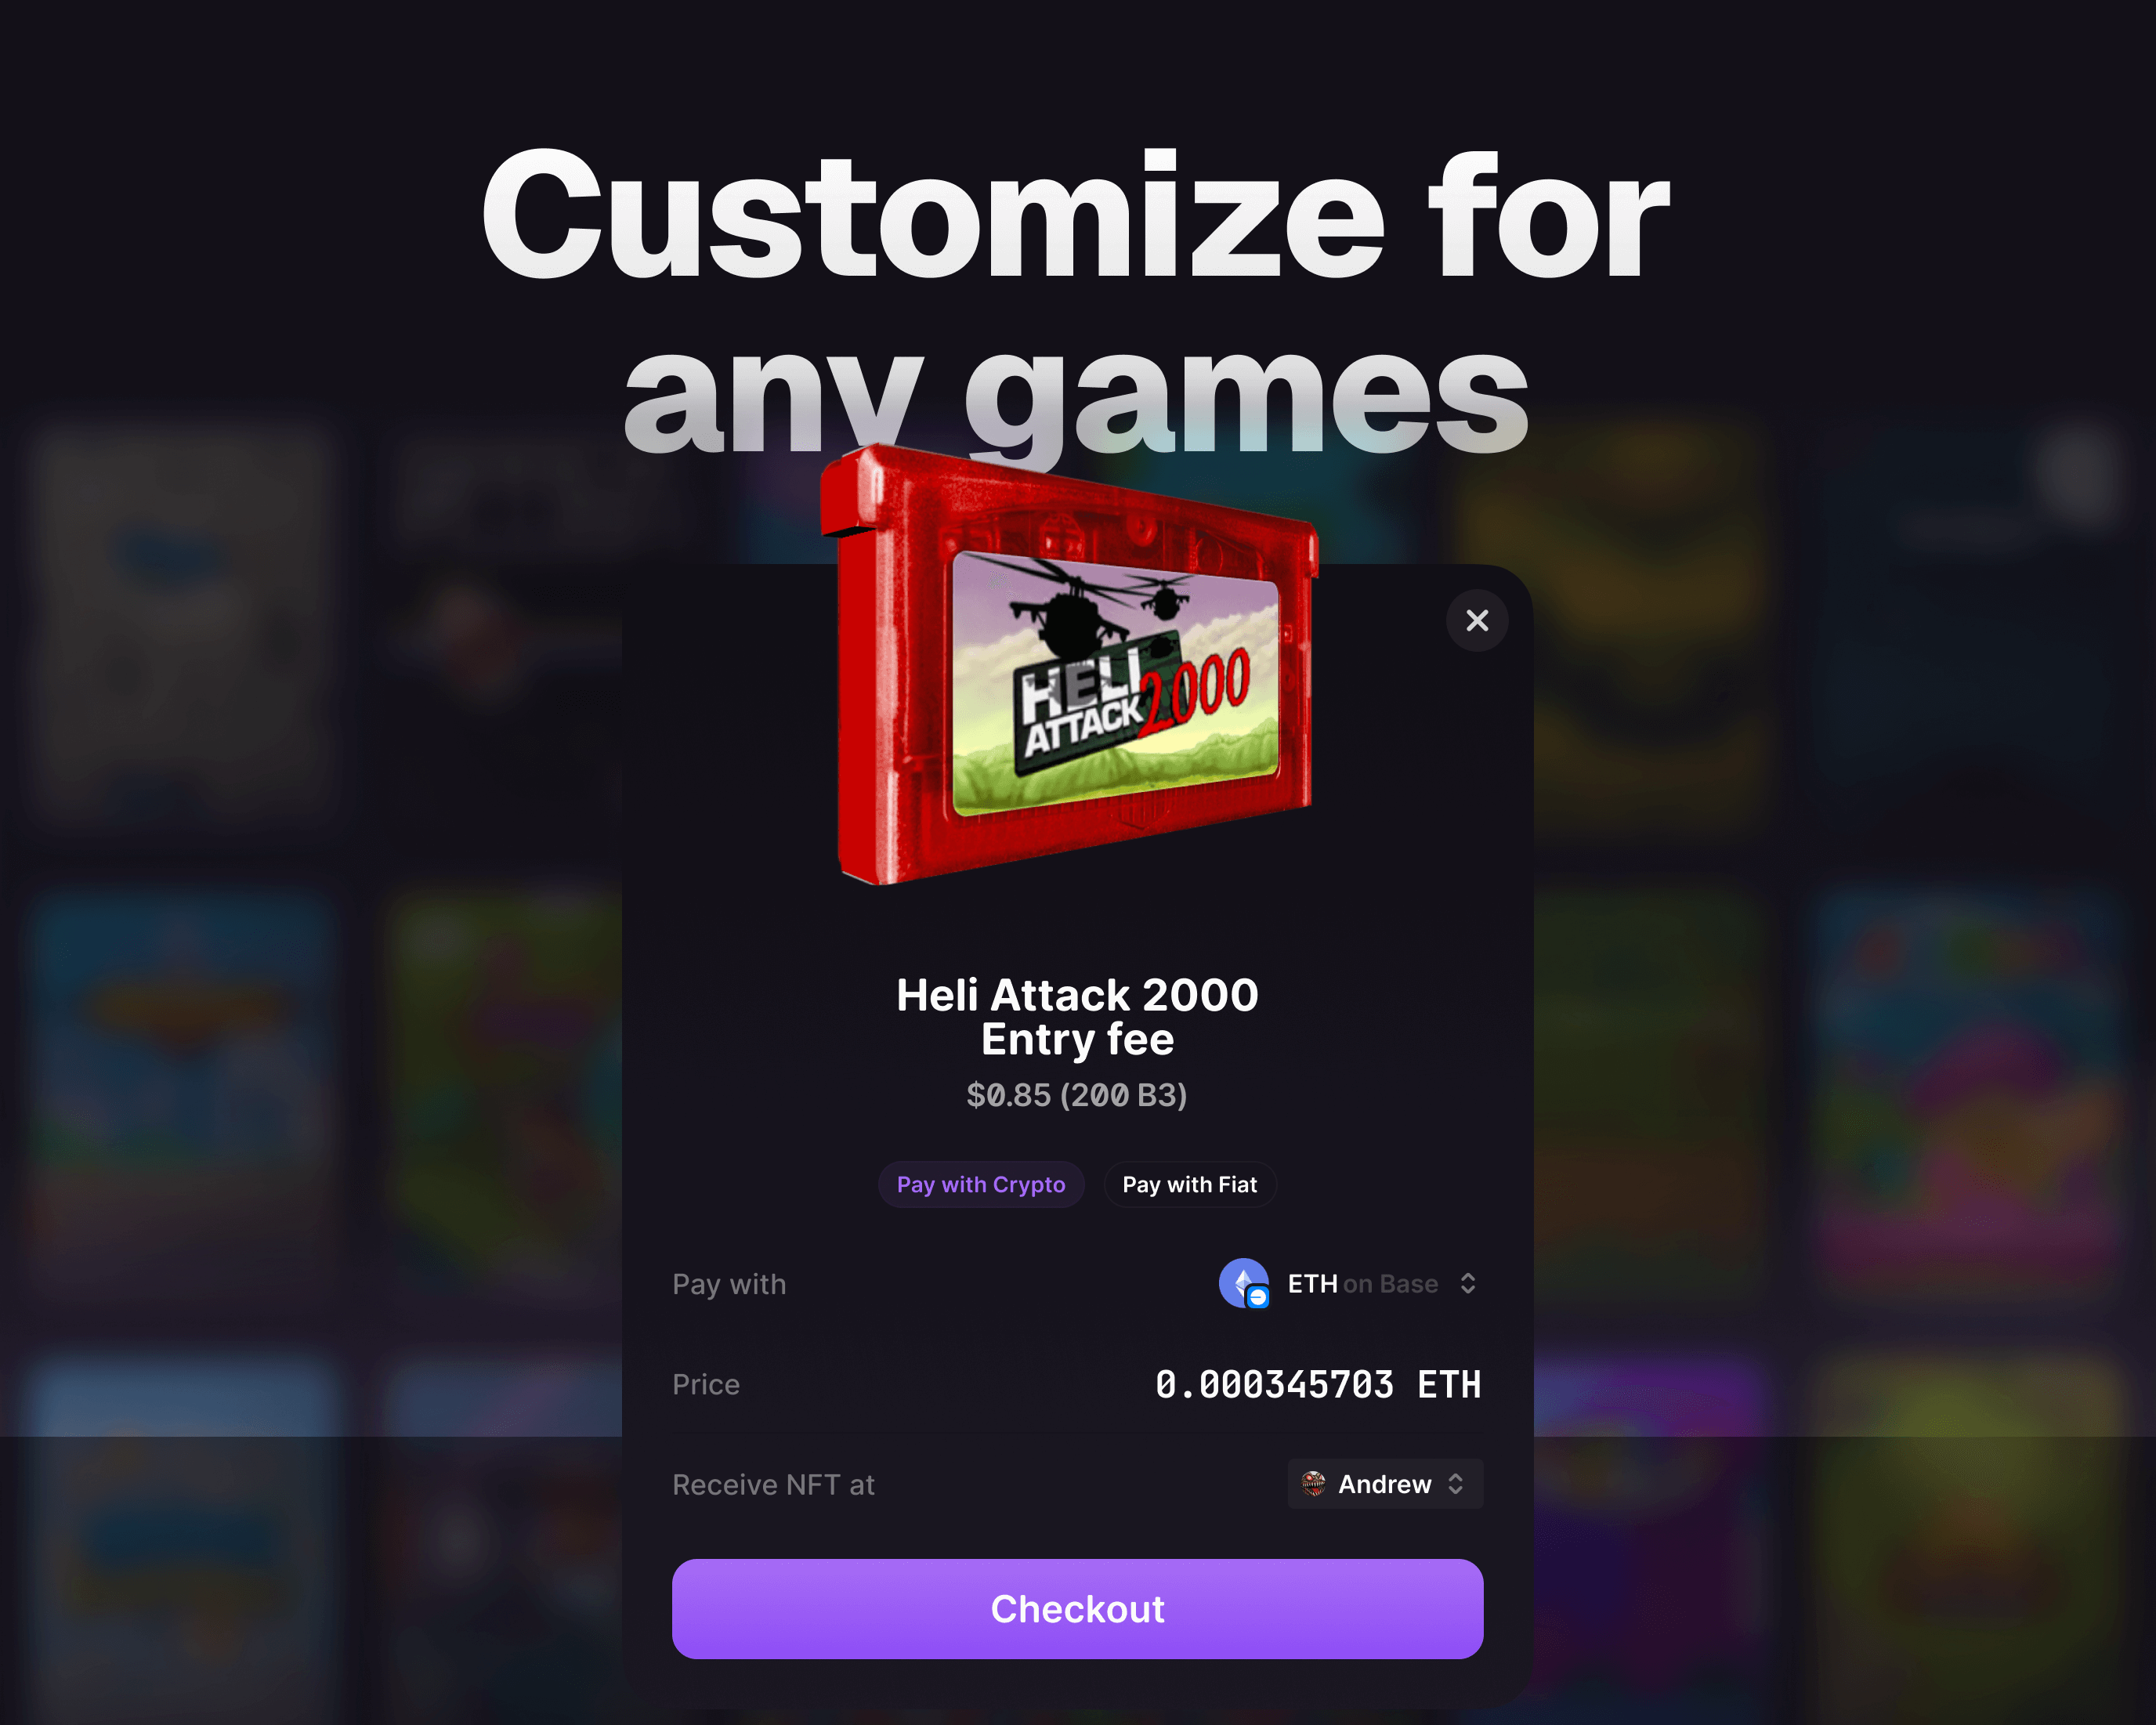 Customize for
any games
HELI
ATTACK 2000
Heli Attack 2000
Entry fee
$0.85 (200 B3)
Pay with Crypto
Pay with Fiat
Pay with
ETH on Base
Price
0.000345703 ETH
Receive NFT at
Andrew
Checkout